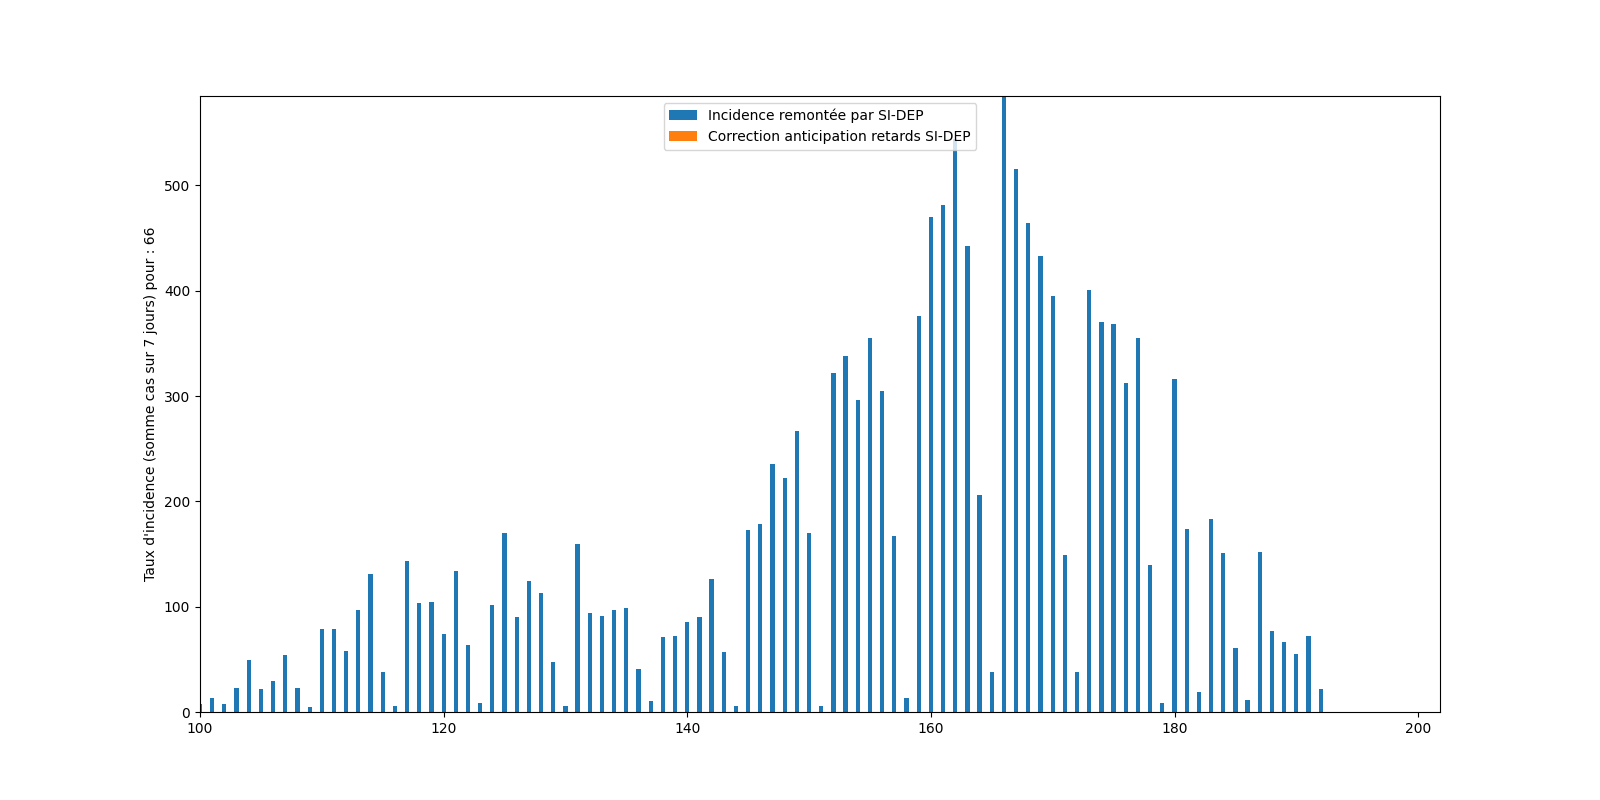 Incidence remontée par SI-DEP
Correction anticipation retards SI-DEP
Taux d'incidence (somme cas sur 7 jours) pour : 66
500
400
300
200
100
0
100 120 140 160 180 200